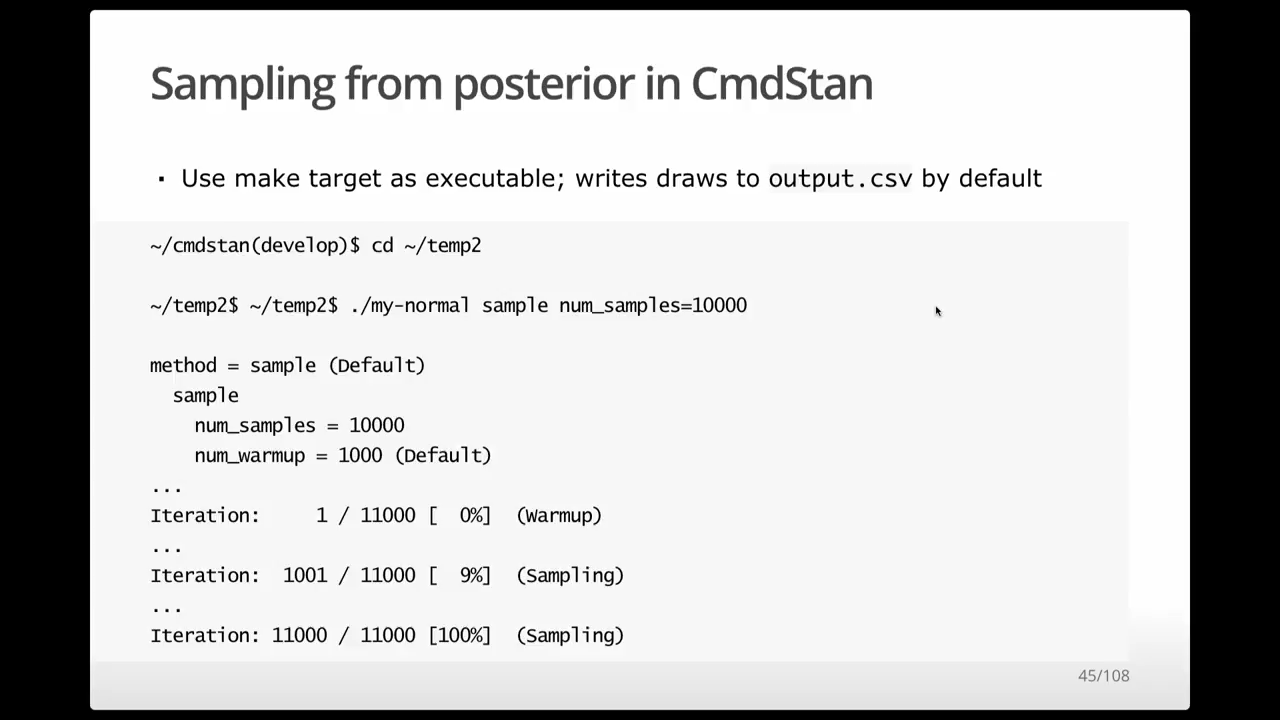 Sampling from posterior in CmdStan
▪ Use make target as executable; writes draws to output.csv by default
~/cmdstan(develop)$ cd ~/temp2
~/temp2$ ~/temp2$ ./my-normal sample num_samples=10000
method = sample (Default)
  sample
    num_samples = 10000
    num_warmup = 1000 (Default)
...
Iteration:     1 / 11000 [  0%]  (Warmup)
...
Iteration:  1001 / 11000 [  9%]  (Sampling)
...
Iteration: 11000 / 11000 [100%]  (Sampling)
45/108